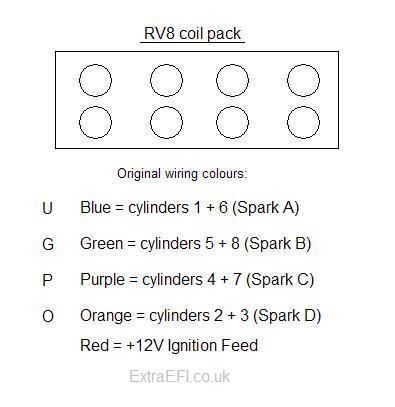 RV8 coil pack
Original wiring colours:
U Blue = cylinders 1 + 6 (Spark A)
G Green = cylinders 5 + 8 (Spark B)
P Purple = cylinders 4 + 7 (Spark C)
O Orange = cylinders 2 + 3 (Spark D)
Red = +12V Ignition Feed
ExtraEFI.co.uk